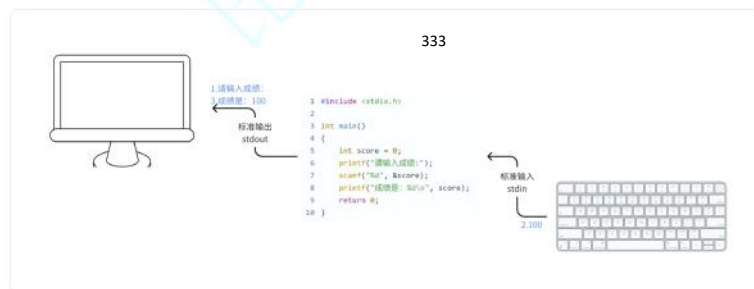 333
1.请输入成绩:
3.成绩是: 100
标准输出
stdout
1 #include <stdio.h>
2
3 int main()
4 {
5 int score = 0;
6 printf("请输入成绩:");
7 scanf("%d", &score);
8 printf("成绩是: %d\n", score);
9 return 0;
10 }
标准输入
stdin
2.100